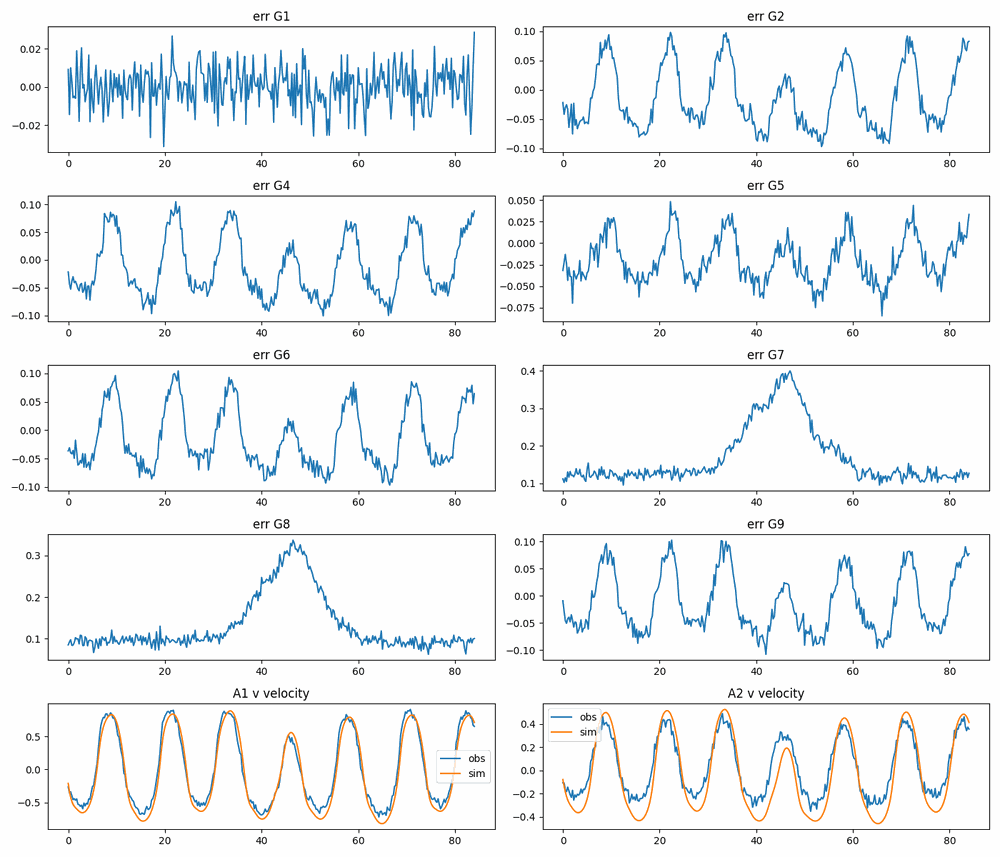 err G1
0.02
0.00
−0.02
0 20 40 60 80
err G2
0.10
0.05
0.00
−0.05
−0.10
0 20 40 60 80
err G4
0.10
0.05
0.00
−0.05
−0.10
0 20 40 60 80
err G5
0.050
0.025
0.000
−0.025
−0.050
−0.075
0 20 40 60 80
err G6
0.10
0.05
0.00
−0.05
−0.10
0 20 40 60 80
err G7
0.4
0.3
0.2
0.1
0 20 40 60 80
err G8
0.3
0.2
0.1
0 20 40 60 80
err G9
0.10
0.05
0.00
−0.05
−0.10
0 20 40 60 80
A1 v velocity
0.5
0.0
−0.5
obs
sim
0 20 40 60 80
A2 v velocity
obs
sim
0.4
0.2
0.0
−0.2
−0.4
0 20 40 60 80